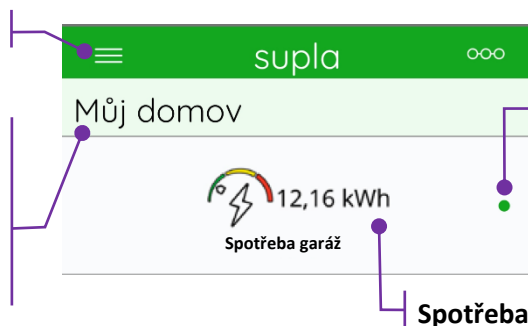 supla
Můj domov
12,16 kWh
Spotřeba garáž
Spotřeba